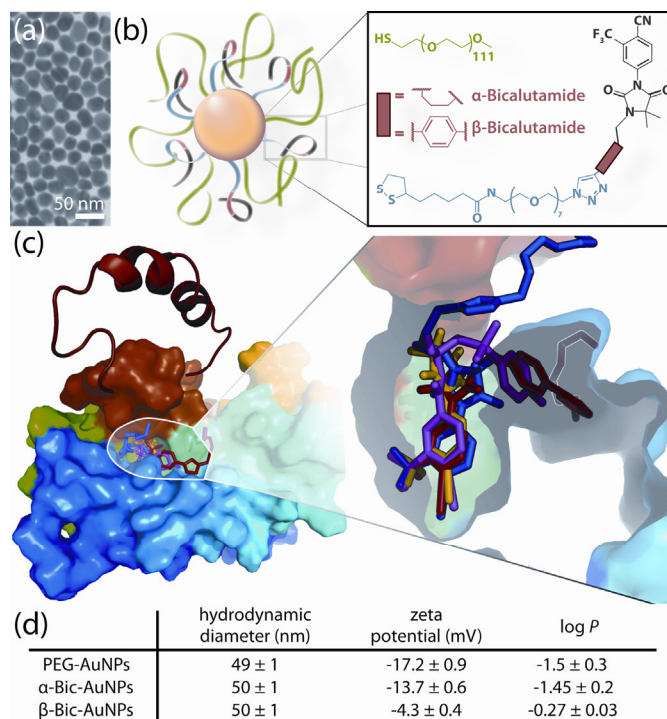 (a)
50 nm
(b)
HS
O
111
O
= α-Bicalutamide
= β-Bicalutamide
CN
F₃C
O
N
O
N
S
S
O
N
H
O
7
N
N
N
(c)
(d)
hydrodynamic diameter (nm)
zeta potential (mV)
log P
PEG-AuNPs 49 ± 1 -17.2 ± 0.9 -1.5 ± 0.3
α-Bic-AuNPs 50 ± 1 -13.7 ± 0.6 -1.45 ± 0.2
β-Bic-AuNPs 50 ± 1 -4.3 ± 0.4 -0.27 ± 0.03